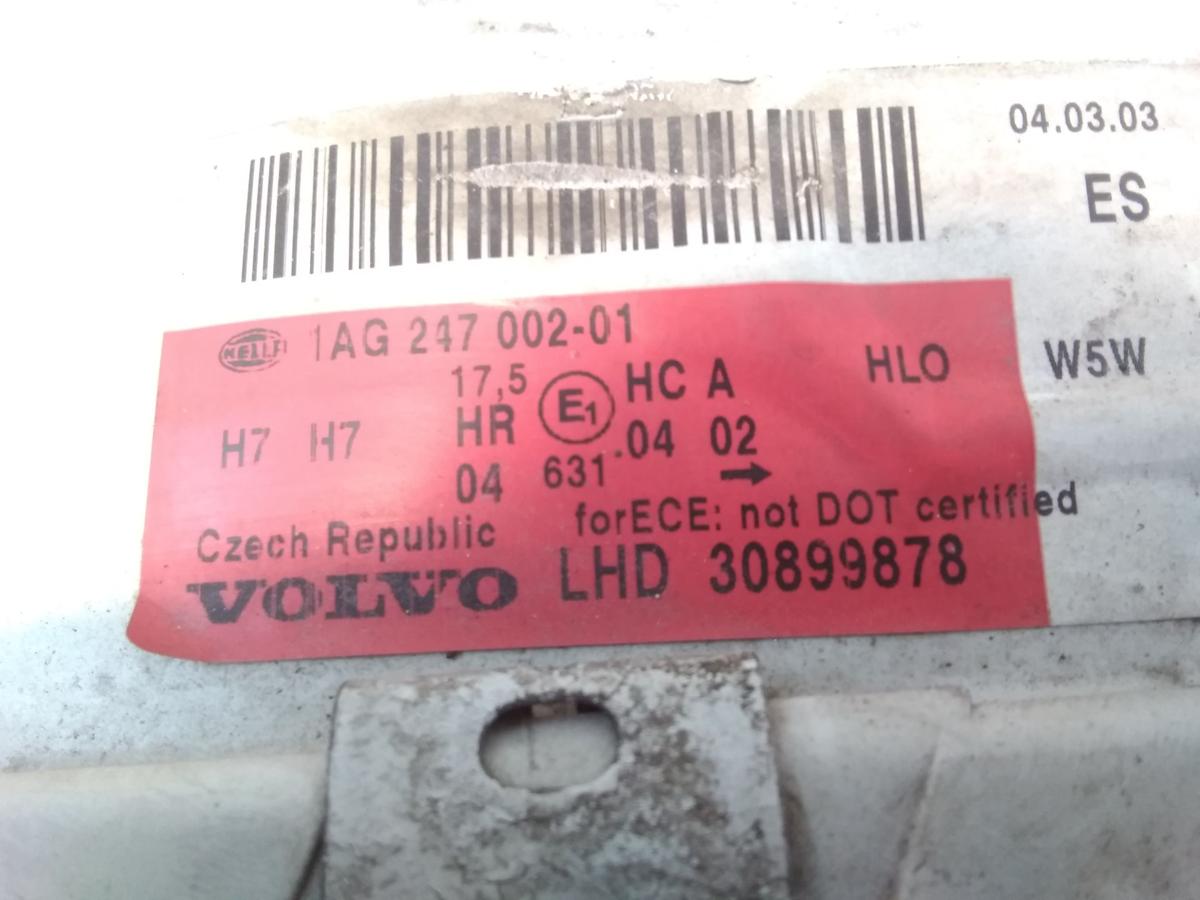 04.03.03
ES
HELLA 1AG 247 002-01
17,5 E1 HC A HLO W5W
H7 H7 HR .04 02
04 631
forECE: not DOT certified
Czech Republic
VOLVO LHD 30899878